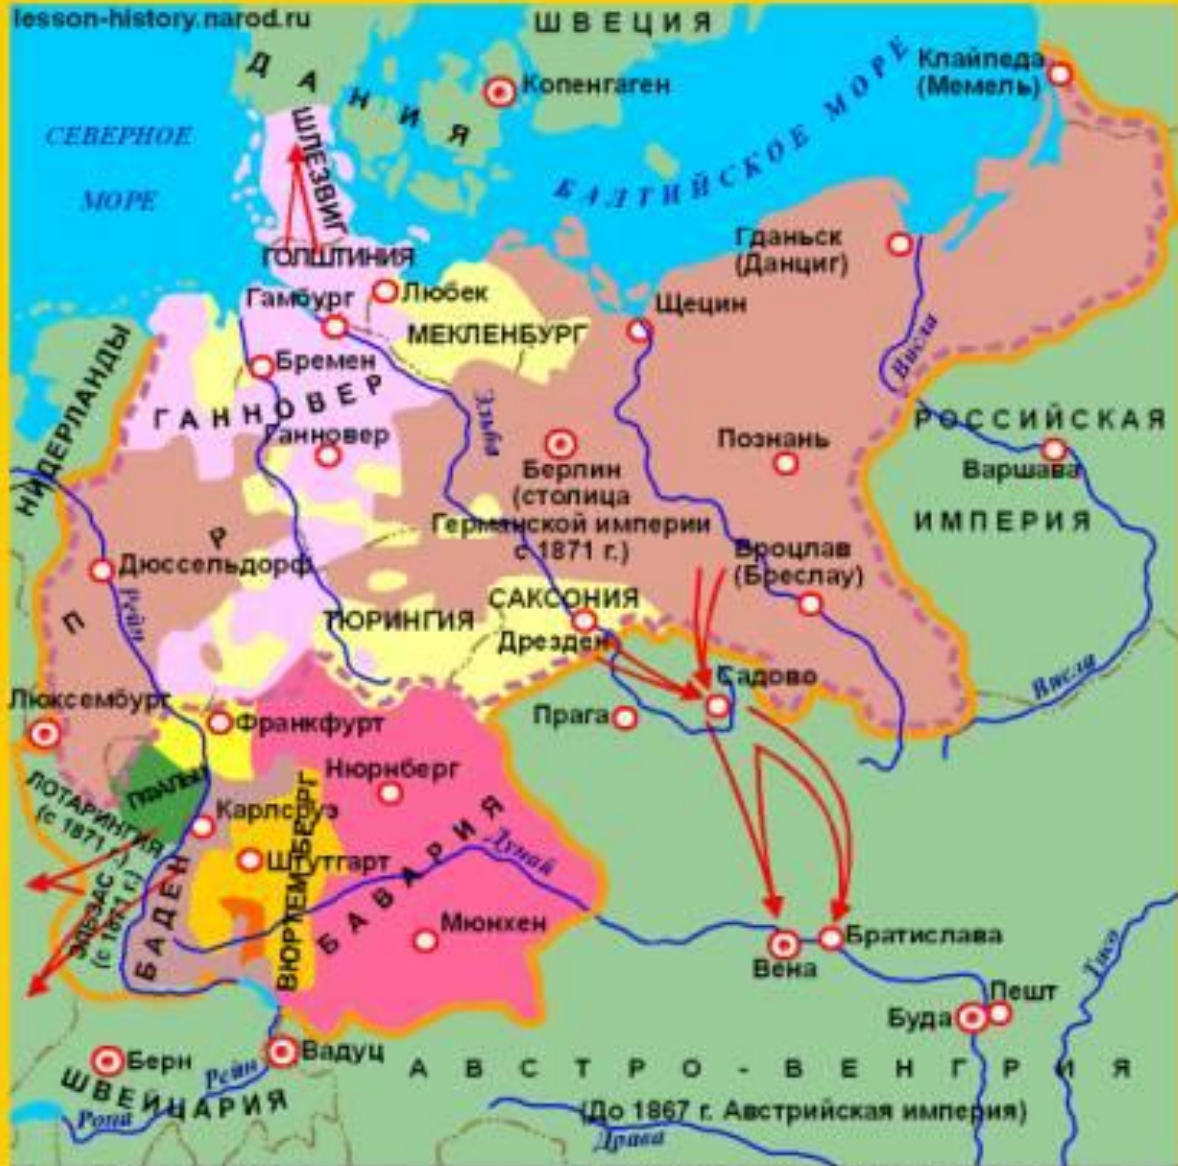 lesson-history.narod.ru
ШВЕЦИЯ
ДАНИЯ
Копенгаген
Клайпеда
(Мемель)
СЕВЕРНОЕ
МОРЕ
БАЛТИЙСКОЕ МОРЕ
ШЛЕЗВИГ
ГОЛШТИНИЯ
Гданьск
(Данциг)
Гамбург
Любек
Щецин
МЕКЛЕНБУРГ
Висла
НИДЕРЛАНДЫ
Бремен
ГАННОВЕР
Ганновер
Эльба
Познань
РОССИЙСКАЯ
Варшава
ИМПЕРИЯ
Берлин
(столица
Германской империи
с 1871 г.)
П Р
Дюссельдорф
Рейн
Вроцлав
(Бреслау)
ТЮРИНГИЯ
САКСОНИЯ
Дрезден
Садово
Прага
Висла
Люксембург
Франкфурт
ПФАЛЬЦ
ЛОТАРИНГИЯ
(с 1871 г.)
Нюрнберг
Карлсруэ
Штутгарт
ВЮРТЕМБЕРГ
БАВАРИЯ
Дунай
ЭЛЬЗАС
(с 1871 г.)
БАДЕН
Мюнхен
Вена
Братислава
Тисо
Буда
Пешт
Берн
ШВЕЙЦАРИЯ
Рейн
Вадуц
Рона
АВСТРО-ВЕНГРИЯ
(До 1867 г. Австрийская империя)
Драва